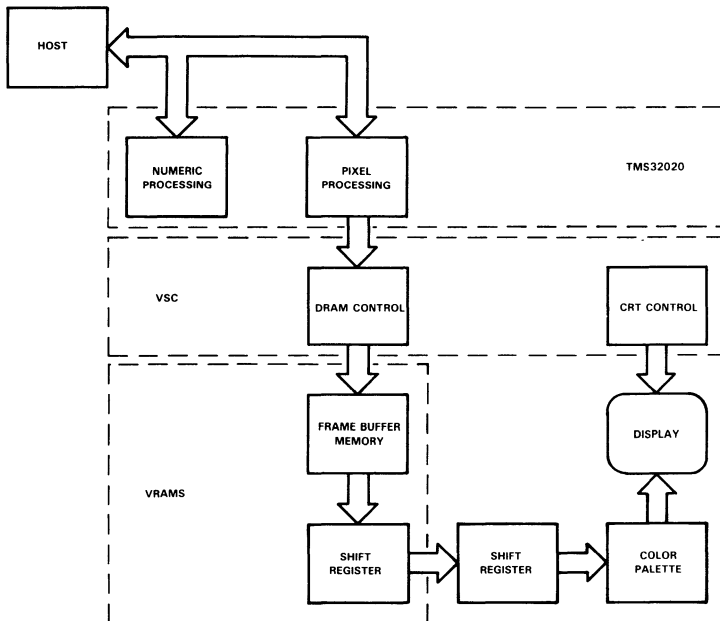 HOST
NUMERIC
PROCESSING
PIXEL
PROCESSING
TMS32020
VSC
DRAM CONTROL
CRT CONTROL
FRAME BUFFER
MEMORY
DISPLAY
VRAMS
SHIFT
REGISTER
SHIFT
REGISTER
COLOR
PALETTE